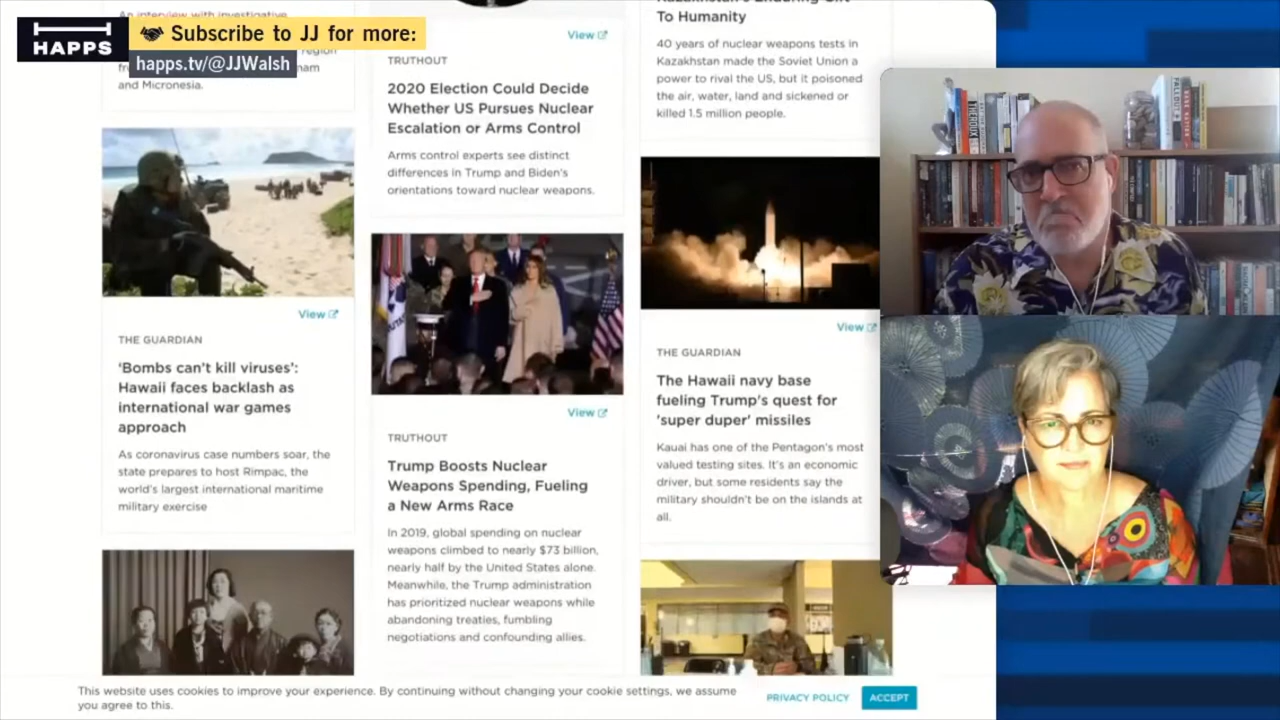 HAPPS
Subscribe to JJ for more:
happs.tv/@JJWalsh
An interview with investigative
region
and Micronesia.
THE GUARDIAN
View
'Bombs can't kill viruses':
Hawaii faces backlash as
international war games
approach
As coronavirus case numbers soar, the
state prepares to host Rimpac, the
world's largest international maritime
military exercise
View
TRUTHOUT
2020 Election Could Decide
Whether US Pursues Nuclear
Escalation or Arms Control
Arms control experts see distinct
differences in Trump and Biden's
orientations toward nuclear weapons.
View
TRUTHOUT
Trump Boosts Nuclear
Weapons Spending, Fueling
a New Arms Race
In 2019, global spending on nuclear
weapons climbed to nearly $73 billion,
nearly half by the United States alone.
Meanwhile, the Trump administration
has prioritized nuclear weapons while
abandoning treaties, fumbling
negotiations and confounding allies.
Kazakhstan's Enduring Gift
To Humanity
40 years of nuclear weapons tests in
Kazakhstan made the Soviet Union a
power to rival the US, but it poisoned
the air, water, land and sickened or
killed 1.5 million people.
View
THE GUARDIAN
The Hawaii navy base
fueling Trump's quest for
'super duper' missiles
Kauai has one of the Pentagon's most
valued testing sites. It's an economic
driver, but some residents say the
military shouldn't be on the islands at
all.
THEROUX
This website uses cookies to improve your experience. By continuing without changing your cookie settings, we assume
you agree to this.
PRIVACY POLICY
ACCEPT